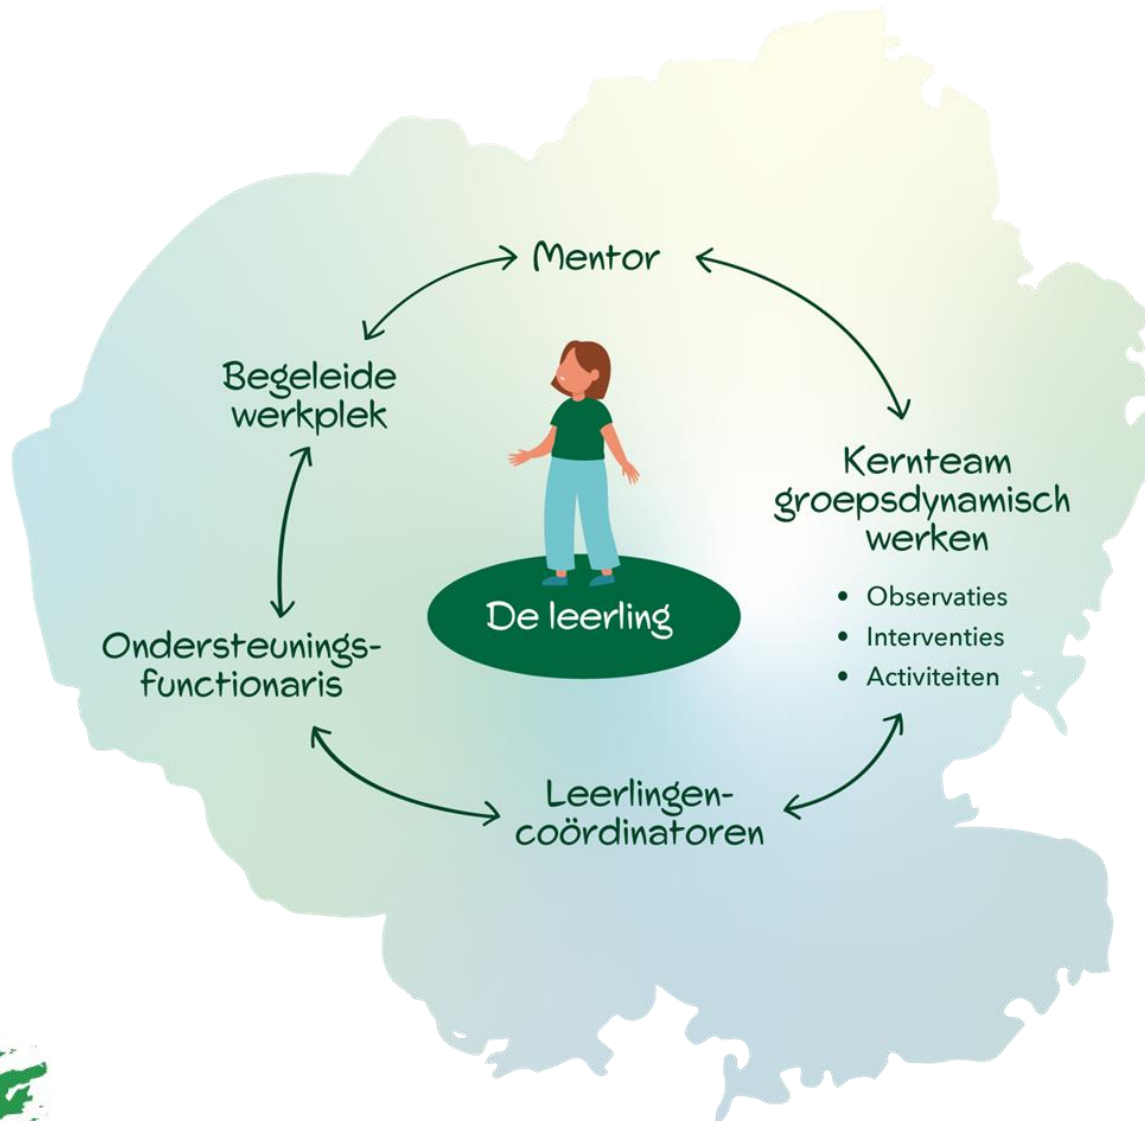 Mentor
Begeleide
werkplek
Kernteam
groepsdynamisch
werken
• Observaties
• Interventies
• Activiteiten
De leerling
Ondersteunings-
functionaris
Leerlingen-
coördinatoren